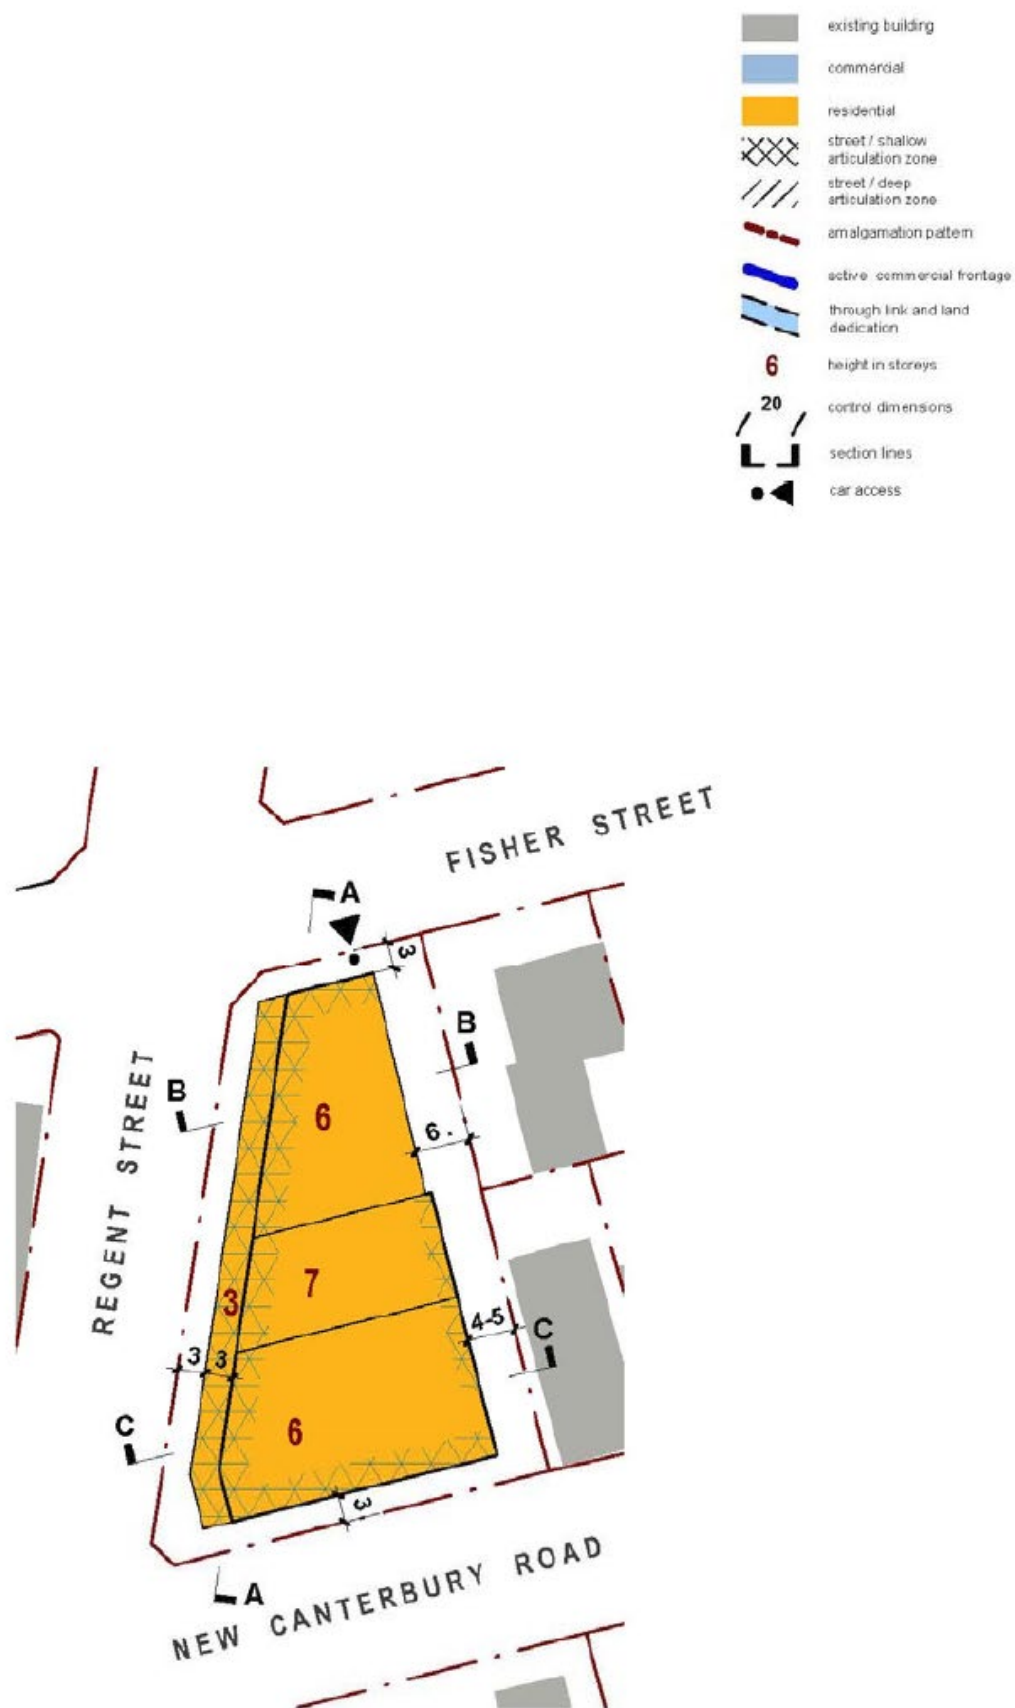 existing building
commercial
residential
street / shallow
articulation zone
street / deep
articulation zone
amalgamation pattern
active commercial frontage
through link and land
dedication
6
height in storeys
20
control dimensions
section lines
car access
FISHER STREET
A
3
B
B
6
6.
REGENT STREET
7
3
4-5
C
3
3
C
6
3
A
NEW CANTERBURY ROAD